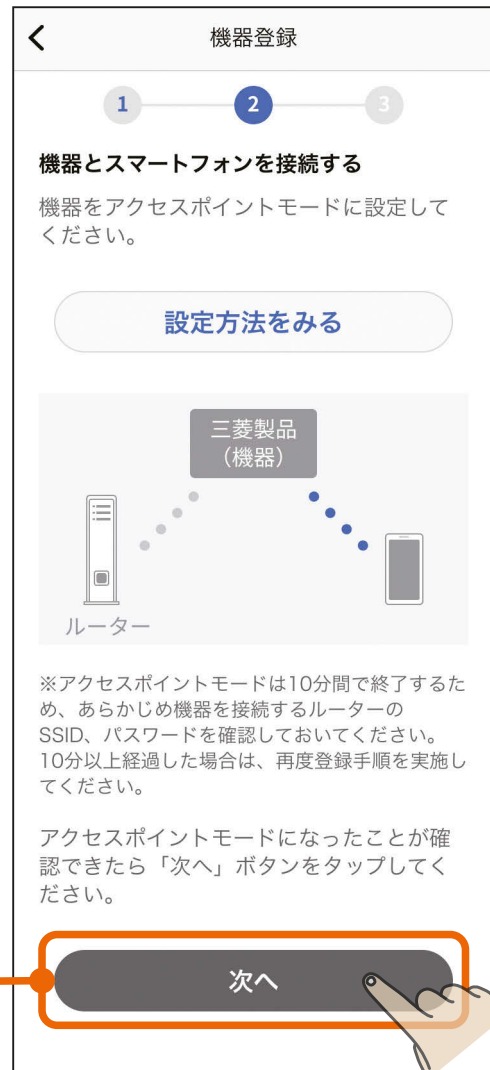 機器登録
1 2 3
機器とスマートフォンを接続する
機器をアクセスポイントモードに設定して
ください。
設定方法をみる
三菱製品
（機器）
ルーター
※アクセスポイントモードは10分間で終了するた
め、あらかじめ機器を接続するルーターの
SSID、パスワードを確認しておいてください。
10分以上経過した場合は、再度登録手順を実施し
てください。
アクセスポイントモードになったことが確
認できたら「次へ」ボタンをタップしてく
ださい。
次へ